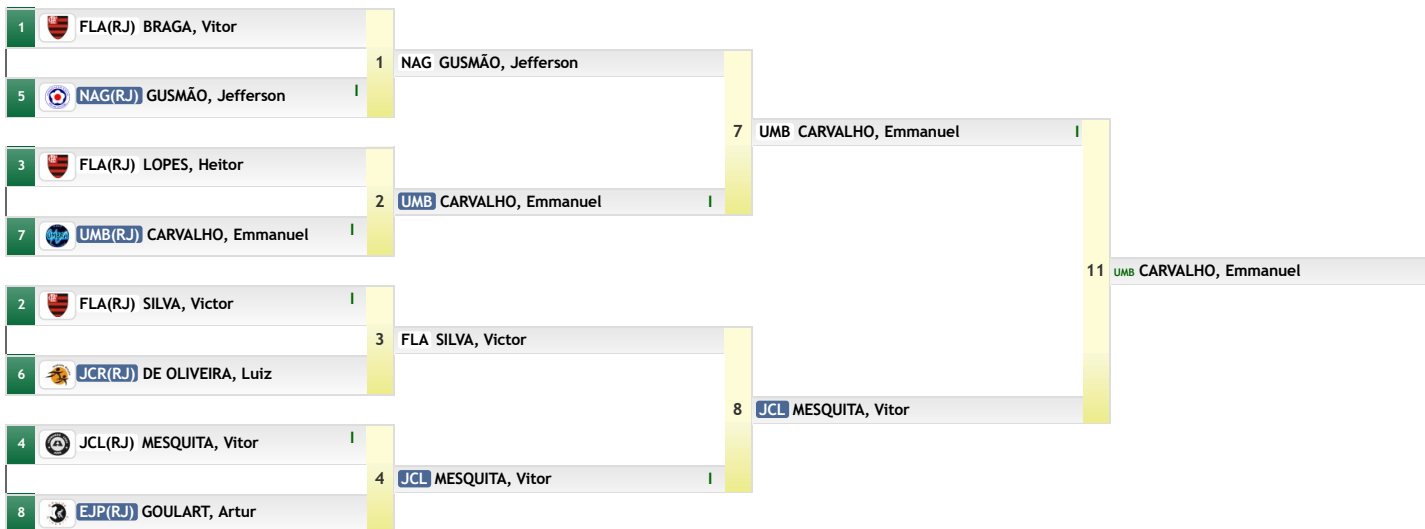 1 FLA(RJ) BRAGA, Vitor
1 NAG GUSMÃO, Jefferson
5 NAG(RJ) GUSMÃO, Jefferson I
7 UMB CARVALHO, Emmanuel I
3 FLA(RJ) LOPES, Heitor
2 UMB CARVALHO, Emmanuel I
7 UMB(RJ) CARVALHO, Emmanuel I
11 UMB CARVALHO, Emmanuel
2 FLA(RJ) SILVA, Victor I
3 FLA SILVA, Victor
6 JCR(RJ) DE OLIVEIRA, Luiz
8 JCL MESQUITA, Vitor
4 JCL(RJ) MESQUITA, Vitor I
4 JCL MESQUITA, Vitor I
8 EJP(RJ) GOULART, Artur